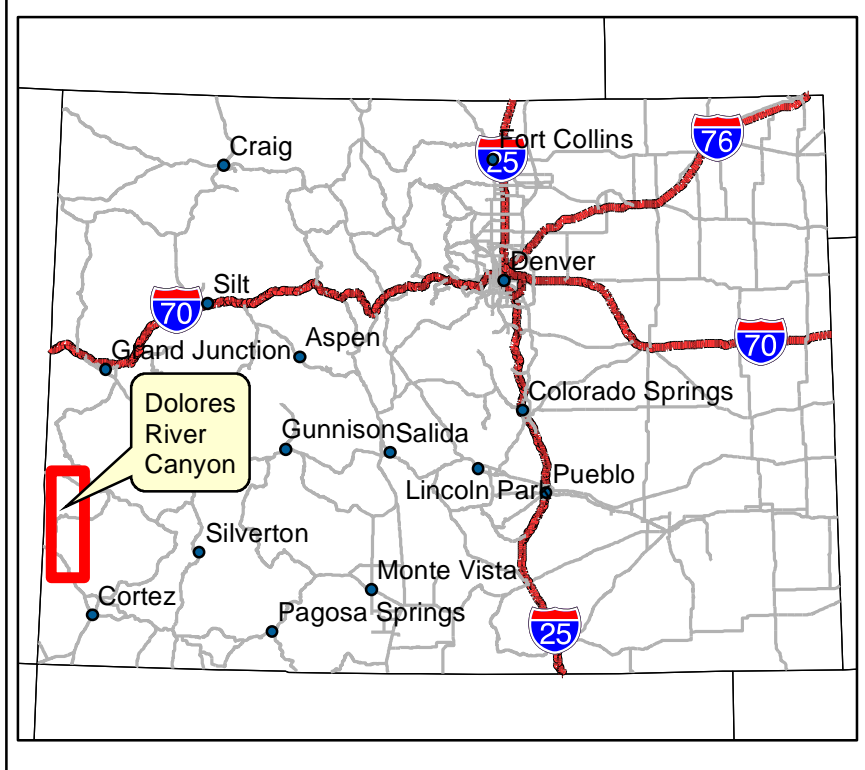 Craig
Fort Collins
25
76
Denver
Silt
70
Grand Junction
Aspen
70
Dolores
River
Canyon
Colorado Springs
Gunnison
Salida
Lincoln Park
Pueblo
Silverton
Monte Vista
Cortez
Pagosa Springs
25